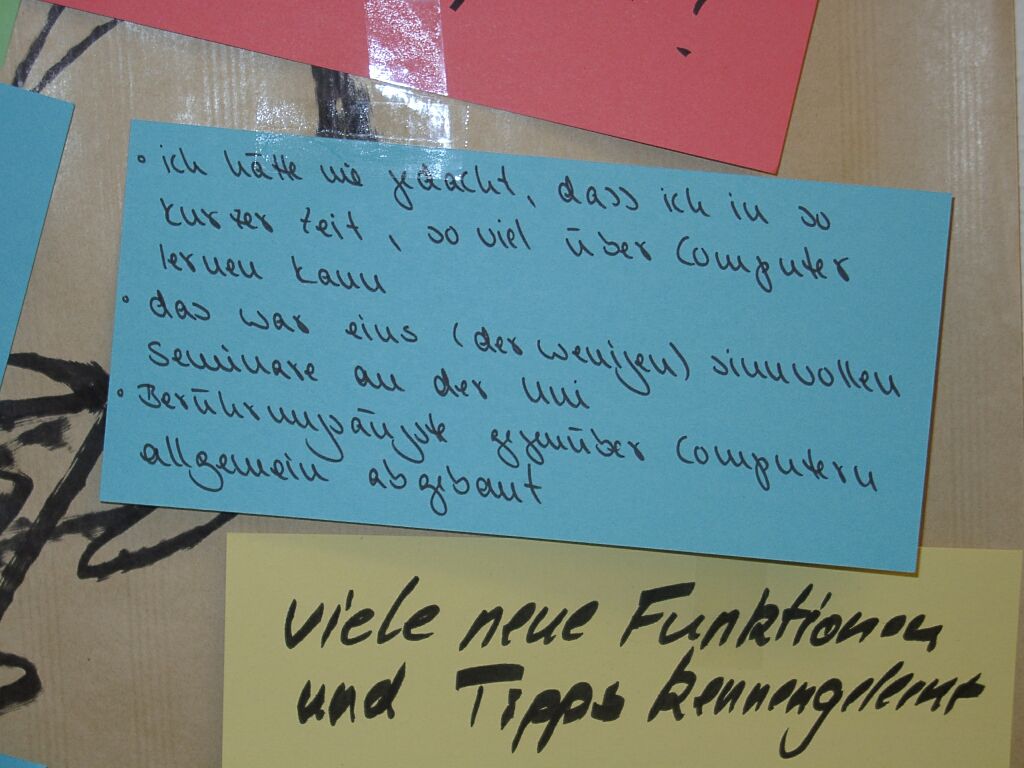 • ich hätte nie gdacht, dass ich in so
kurzer Zeit, so viel über Computer
lernen kann
• das war eins (der wenigen) sinnvollen
Seminare an der Uni
• Berührungsängste gegenüber Computern
allgemein abgebaut
viele neue Funktionen
und Tipps kennengelernt